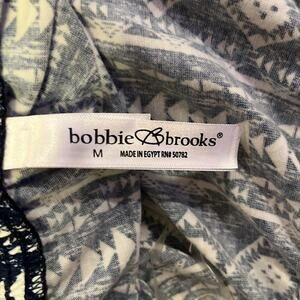 bobbie brooks®
M MADE IN EGYPT RN# 50782